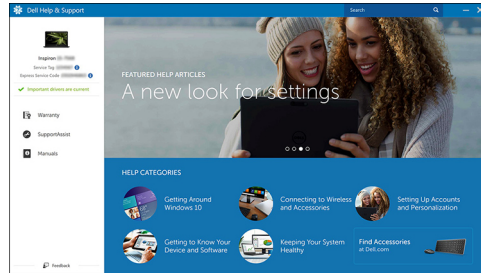 Dell Help & Support
Search
Inspiron
Service Tag
Express Service Code
Important drivers are current
Warranty
SupportAssist
Manuals
Feedback
FEATURED HELP ARTICLES
A new look for settings
HELP CATEGORIES
Getting Around
Windows 10
Connecting to Wireless
and Accessories
Setting Up Accounts
and Personalization
Getting to Know Your
Device and Software
Keeping Your System
Healthy
Find Accessories
at Dell.com